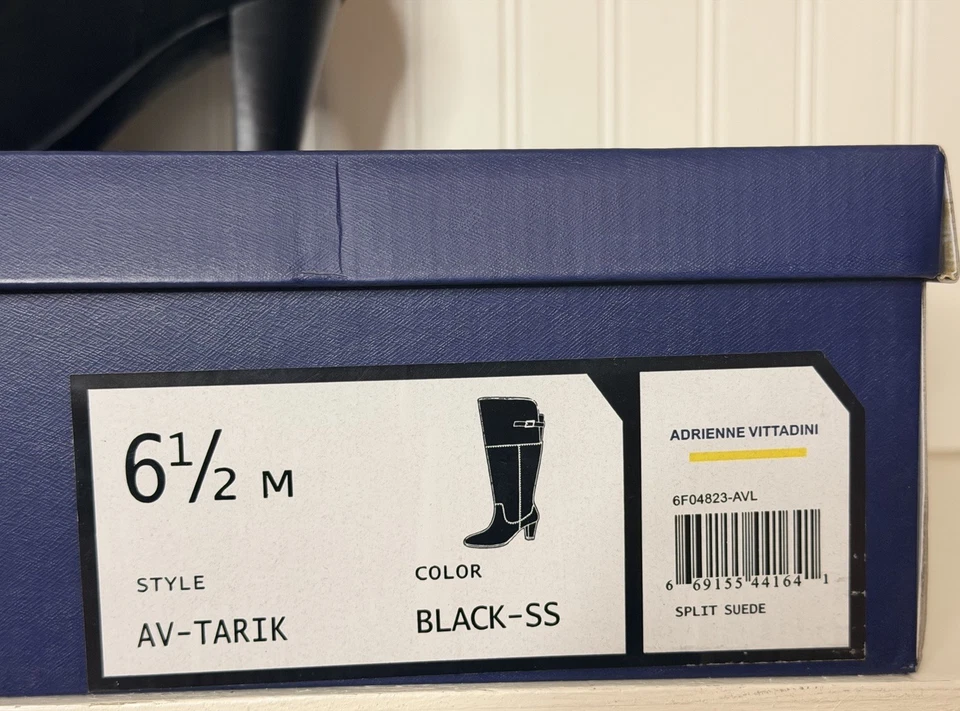 6½ M
STYLE
AV-TARIK
COLOR
BLACK-SS
ADRIENNE VITTADINI
6F04823-AVL
6 69155 44164 1
SPLIT SUEDE